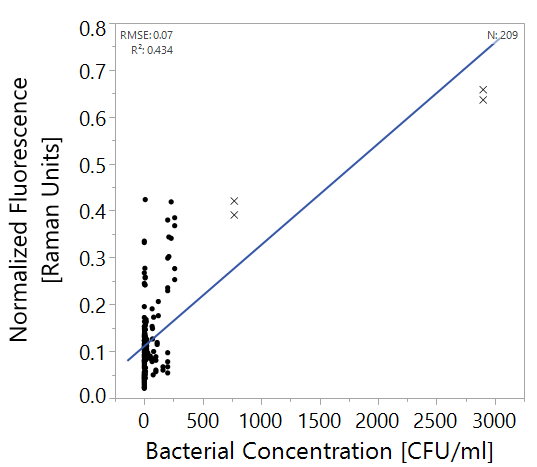 RMSE: 0.07
R²: 0.434
N: 209
Normalized Fluorescence
[Raman Units]
0.8
0.7
0.6
0.5
0.4
0.3
0.2
0.1
0.0
0 500 1000 1500 2000 2500 3000
Bacterial Concentration [CFU/ml]